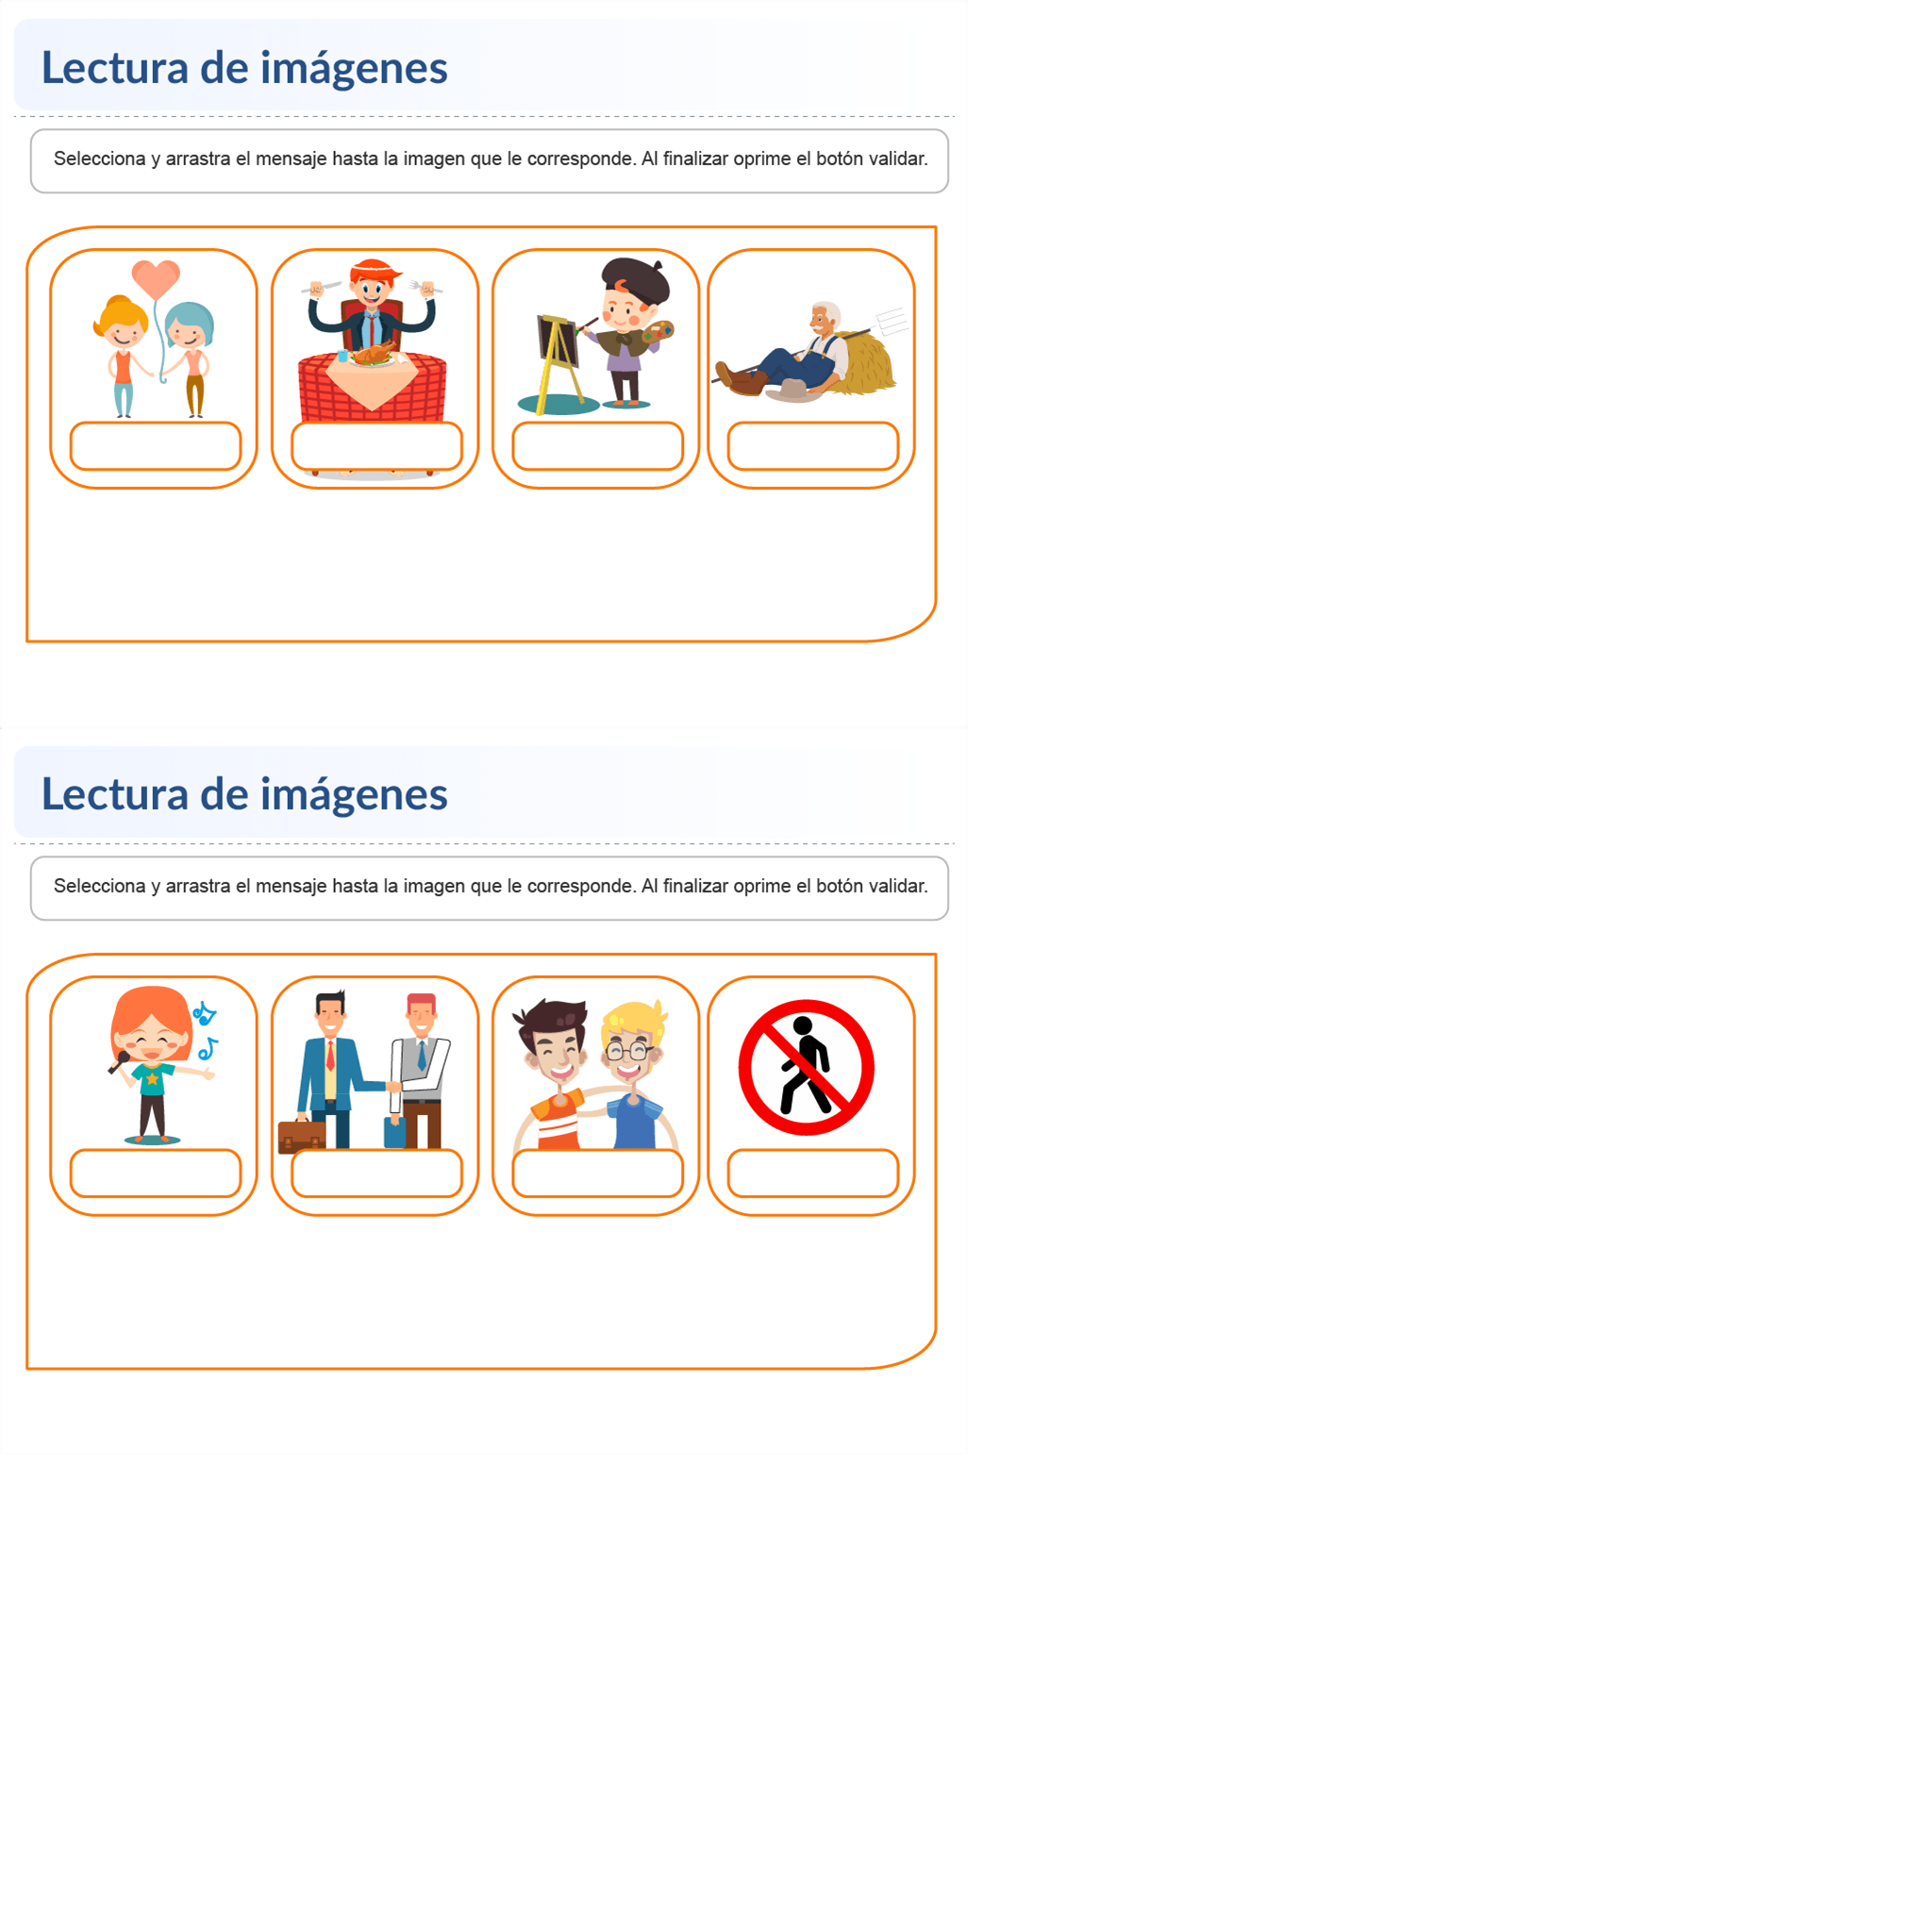 Lectura de imágenes
Selecciona y arrastra el mensaje hasta la imagen que le corresponde. Al finalizar oprime el botón validar.
Lectura de imágenes
Selecciona y arrastra el mensaje hasta la imagen que le corresponde. Al finalizar oprime el botón validar.